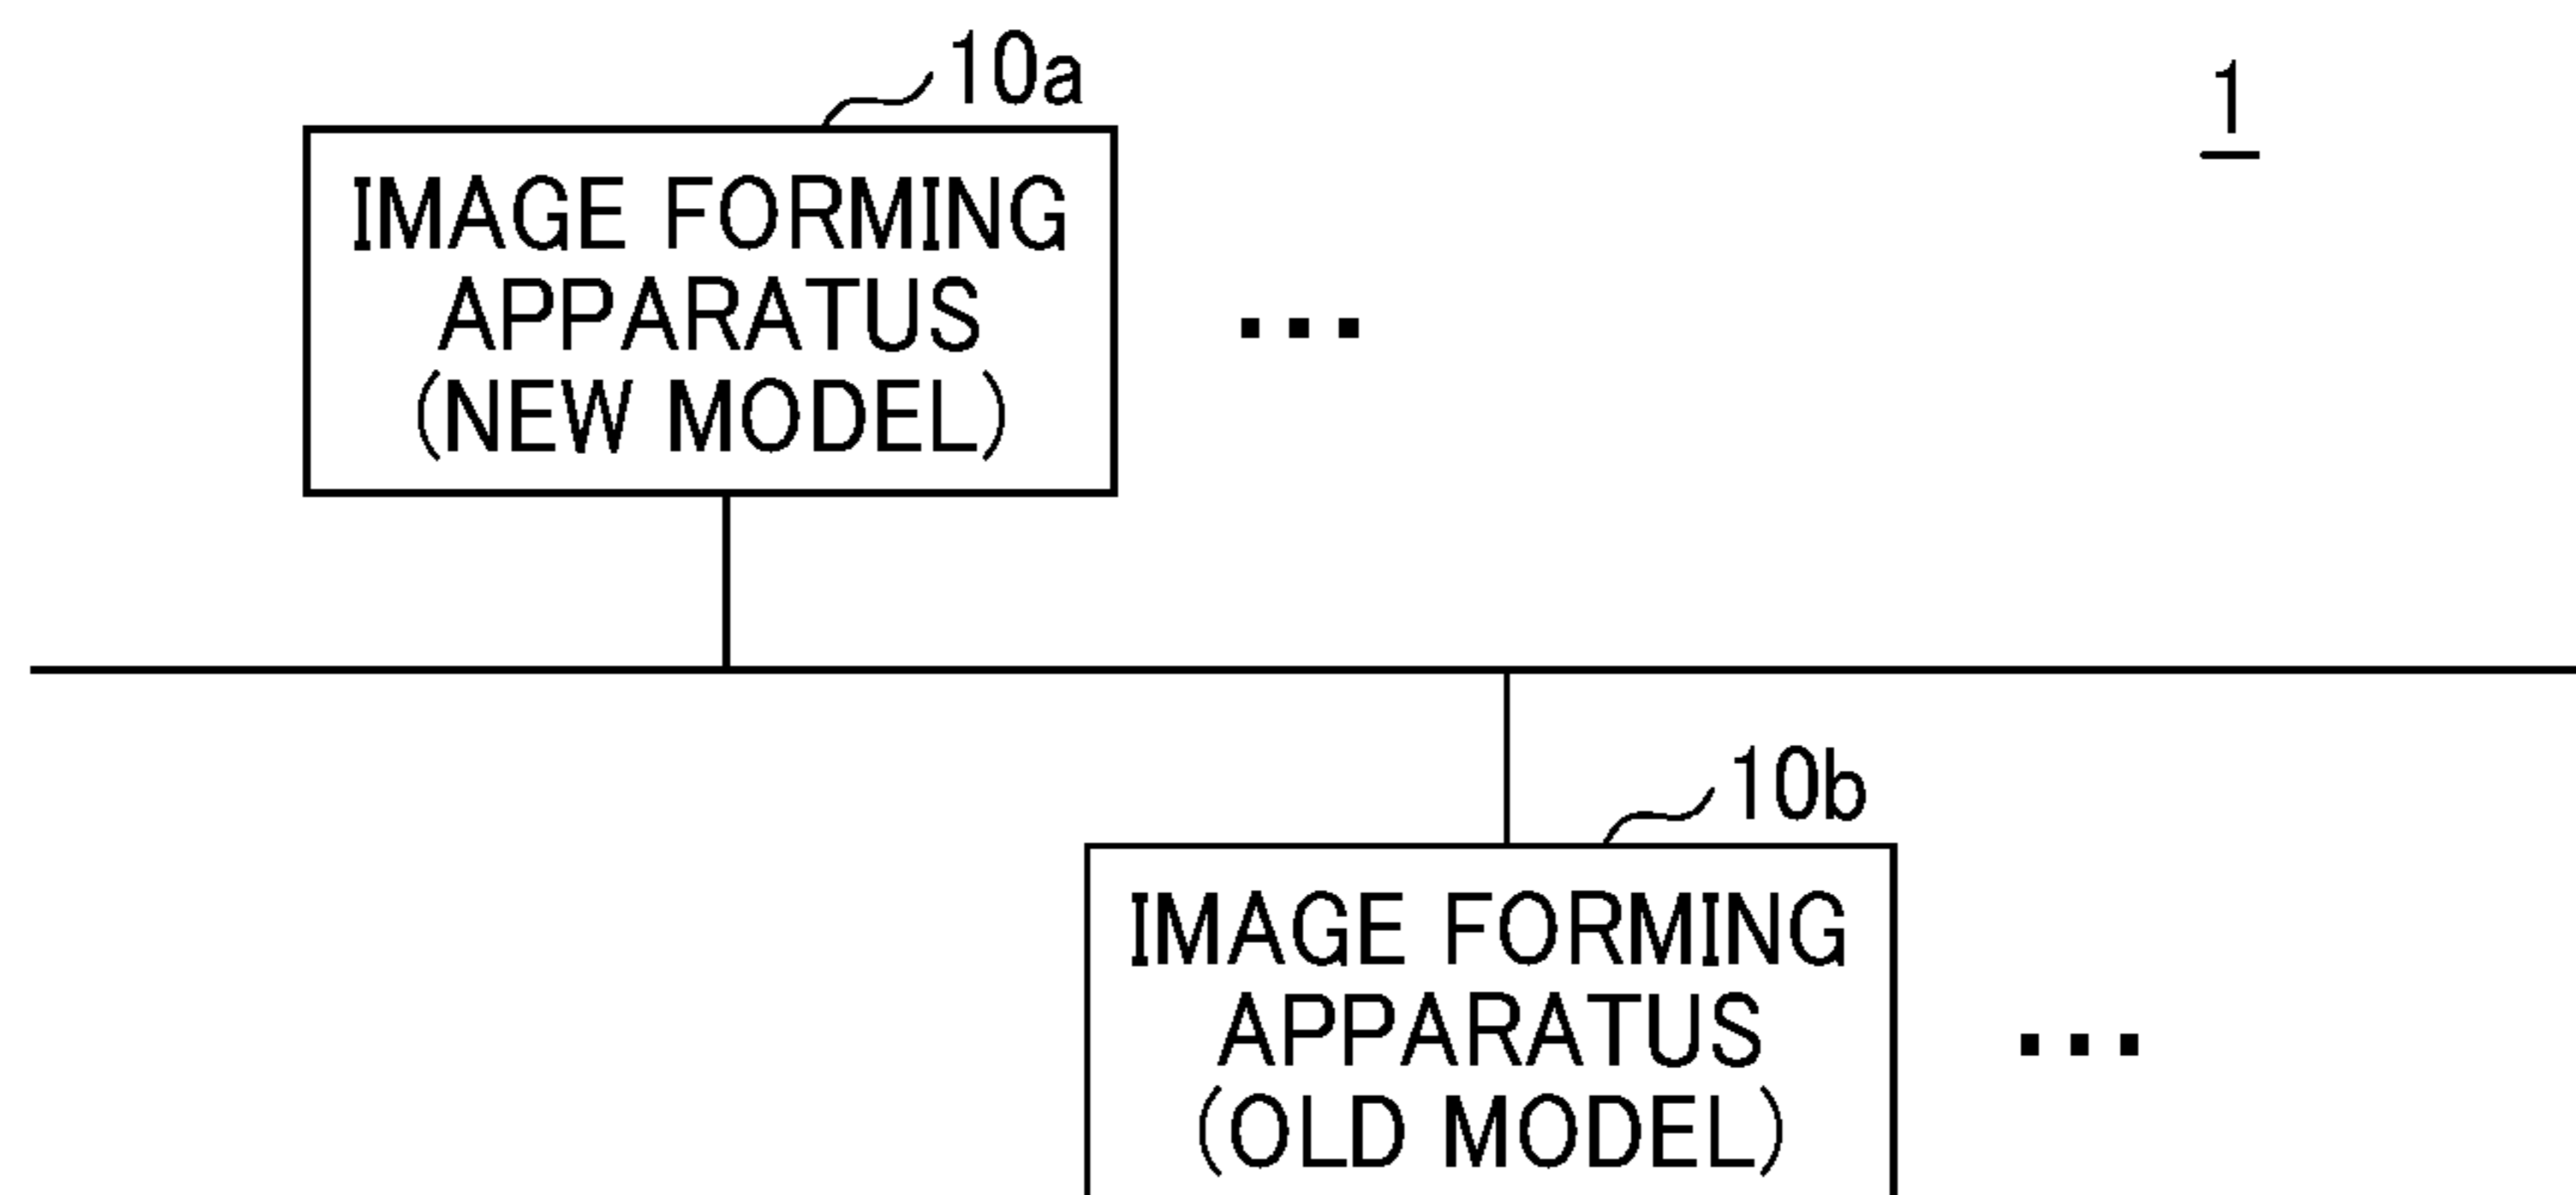 10a
1
IMAGE FORMING
APPARATUS
(NEW MODEL)
...
10b
IMAGE FORMING
APPARATUS
(OLD MODEL)
...